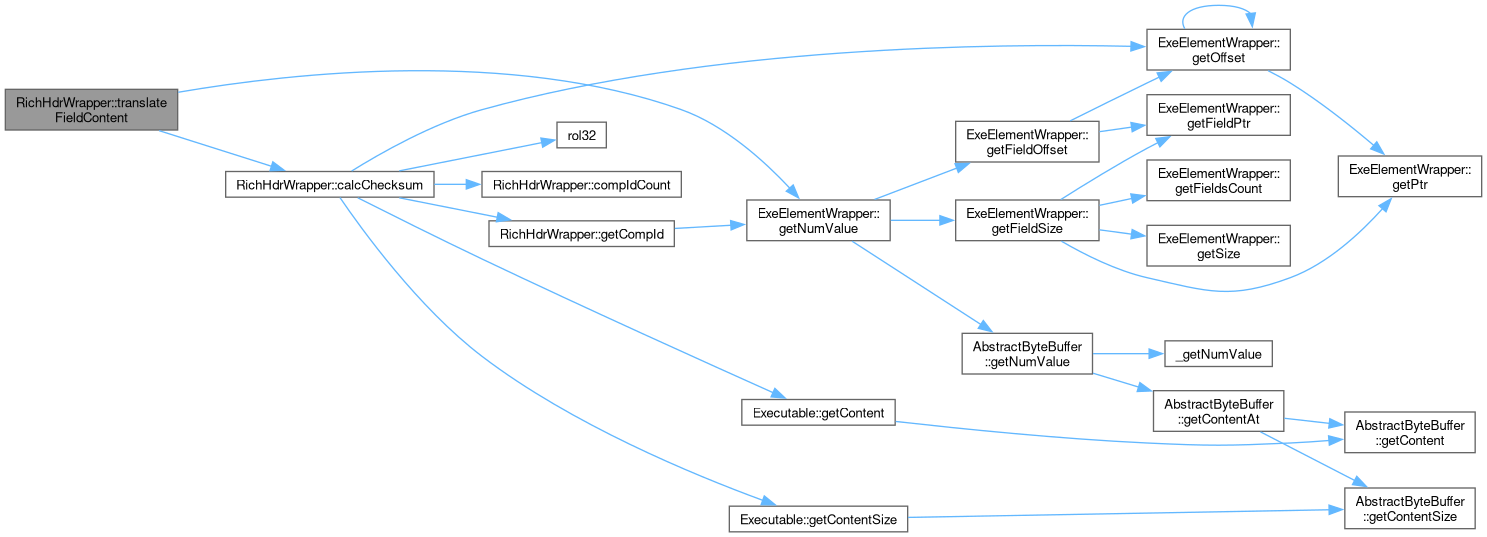 RichHdrWrapper::translate
FieldContent
RichHdrWrapper::calcChecksum
rol32
RichHdrWrapper::compIdCount
RichHdrWrapper::getCompId
Executable::getContent
Executable::getContentSize
ExeElementWrapper::
getNumValue
ExeElementWrapper::
getFieldOffset
ExeElementWrapper::
getFieldSize
AbstractByteBuffer
::getNumValue
ExeElementWrapper::
getOffset
ExeElementWrapper::
getFieldPtr
ExeElementWrapper::
getFieldsCount
ExeElementWrapper::
getSize
_getNumValue
AbstractByteBuffer
::getContentAt
ExeElementWrapper::
getPtr
AbstractByteBuffer
::getContent
AbstractByteBuffer
::getContentSize